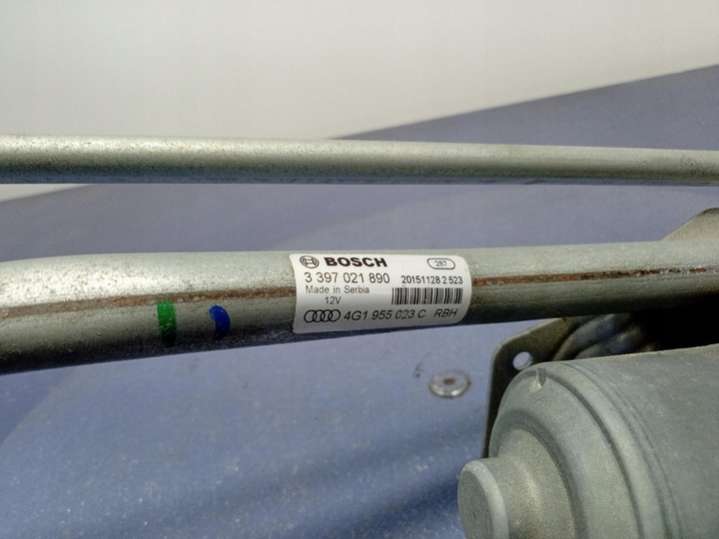 BOSCH 287
3 397 021 890 20151128 2 523
Made in Serbia
12V
4G1 955 023 C RBH